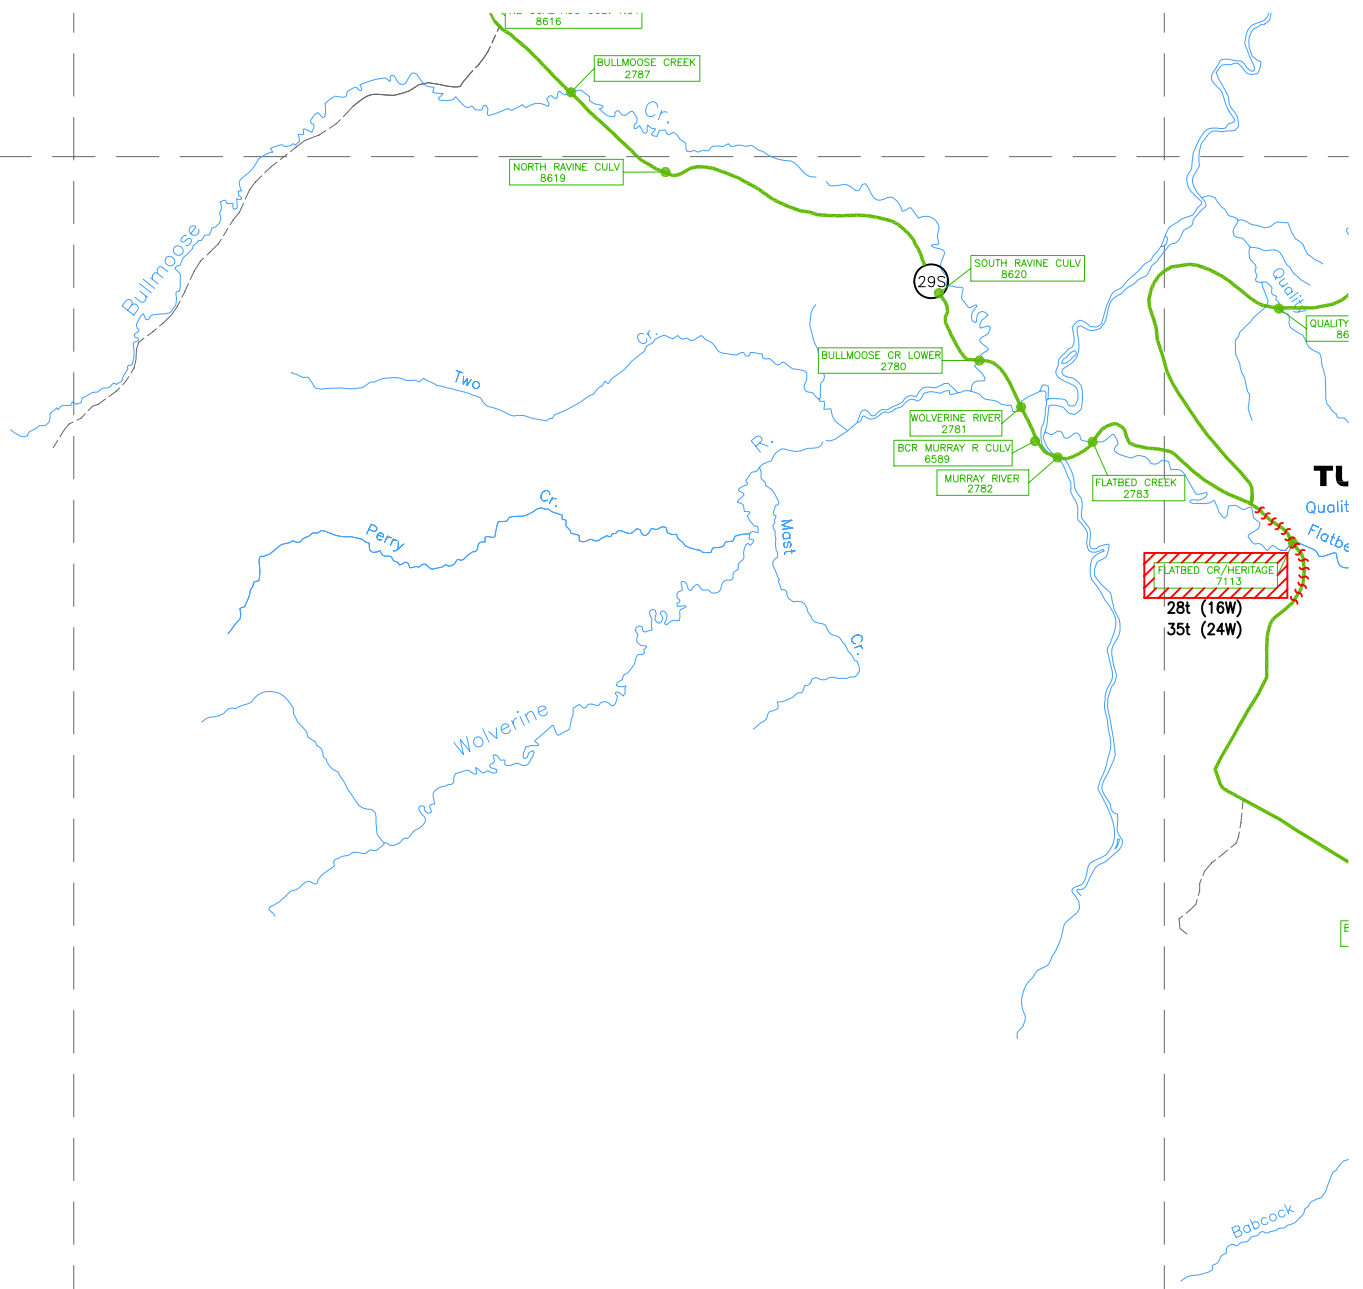 8616
BULLMOOSE CREEK
2787
Cr.
NORTH RAVINE CULV
8619
Bullmoose
SOUTH RAVINE CULV
8620
29S
Quality
QUALITY
86
Cr.
Two
BULLMOOSE CR LOWER
2780
WOLVERINE RIVER
2781
R.
BCR MURRAY R CULV
6589
MURRAY RIVER
2782
FLATBED CREEK
2783
TU
Qualit
Flatbe
Cr.
Perry
Mast
FLATBED CR/HERITAGE
7113
28t (16W)
35t (24W)
Cr.
Wolverine
Babcock